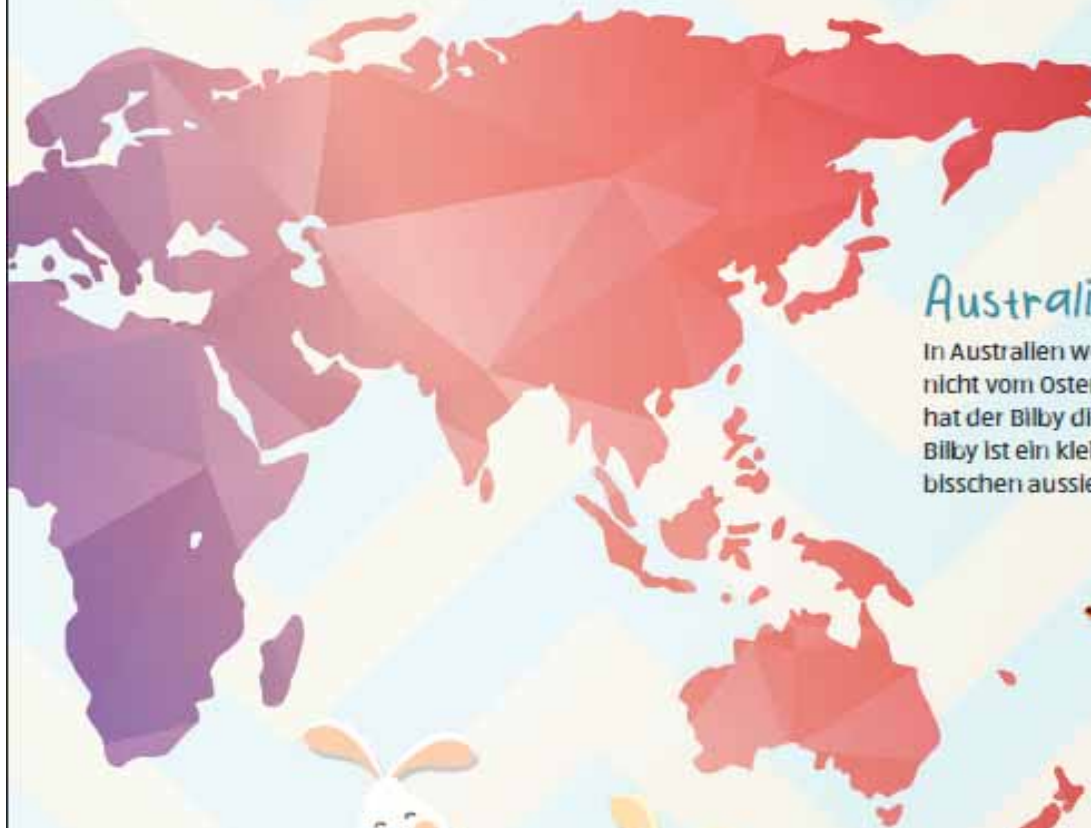 Australi
In Australien w
nicht vom Oster
hat der Bilby di
Bilby ist ein klei
bisschen aussie